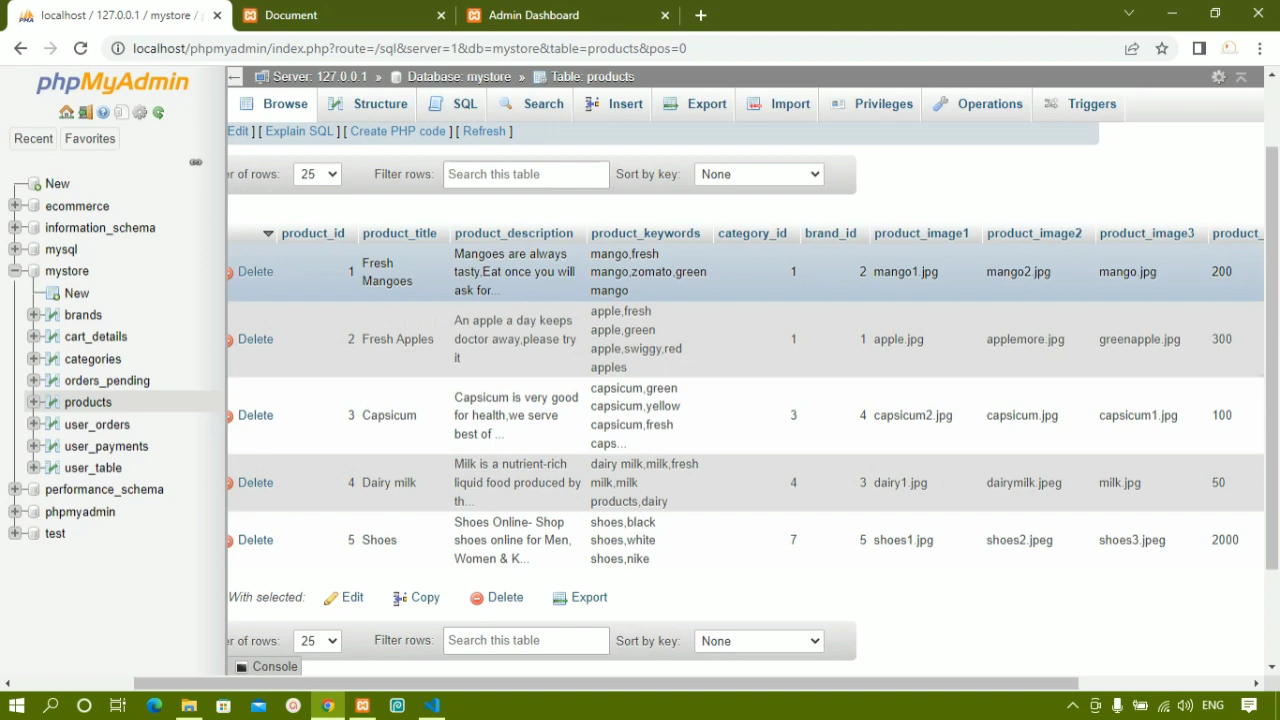 localhost / 127.0.0.1 / mystore / p
Document
Admin Dashboard
localhost/phpmyadmin/index.php?route=/sql&server=1&db=mystore&table=products&pos=0
phpMyAdmin
Recent Favorites
New
ecommerce
information_schema
mysql
mystore
New
brands
cart_details
categories
orders_pending
products
user_orders
user_payments
user_table
performance_schema
phpmyadmin
test
Server: 127.0.0.1 » Database: mystore » Table: products
Browse Structure SQL Search Insert Export Import Privileges Operations Triggers
Edit ] [ Explain SQL ] [ Create PHP code ] [ Refresh ]
er of rows: 25 Filter rows: Search this table Sort by key: None
product_id product_title product_description product_keywords category_id brand_id product_image1 product_image2 product_image3 product_
Delete 1 Fresh Mangoes Mangoes are always tasty.Eat once you will ask for... mango,fresh mango,zomato,green mango 1 2 mango1.jpg mango2.jpg mango.jpg 200
Delete 2 Fresh Apples An apple a day keeps doctor away,please try it apple,fresh apple,green apple,swiggy,red apples 1 1 apple.jpg applemore.jpg greenapple.jpg 300
Delete 3 Capsicum Capsicum is very good for health,we serve best of ... capsicum,green capsicum,yellow capsicum,fresh caps... 3 4 capsicum2.jpg capsicum.jpg capsicum1.jpg 100
Delete 4 Dairy milk Milk is a nutrient-rich liquid food produced by th... dairy milk,milk,fresh milk,milk products,dairy 4 3 dairy1.jpg dairymilk.jpeg milk.jpg 50
Delete 5 Shoes Shoes Online- Shop shoes online for Men, Women & K... shoes,black shoes,white shoes,nike 7 5 shoes1.jpg shoes2.jpeg shoes3.jpeg 2000
With selected: Edit Copy Delete Export
er of rows: 25 Filter rows: Search this table Sort by key: None
Console
ENG